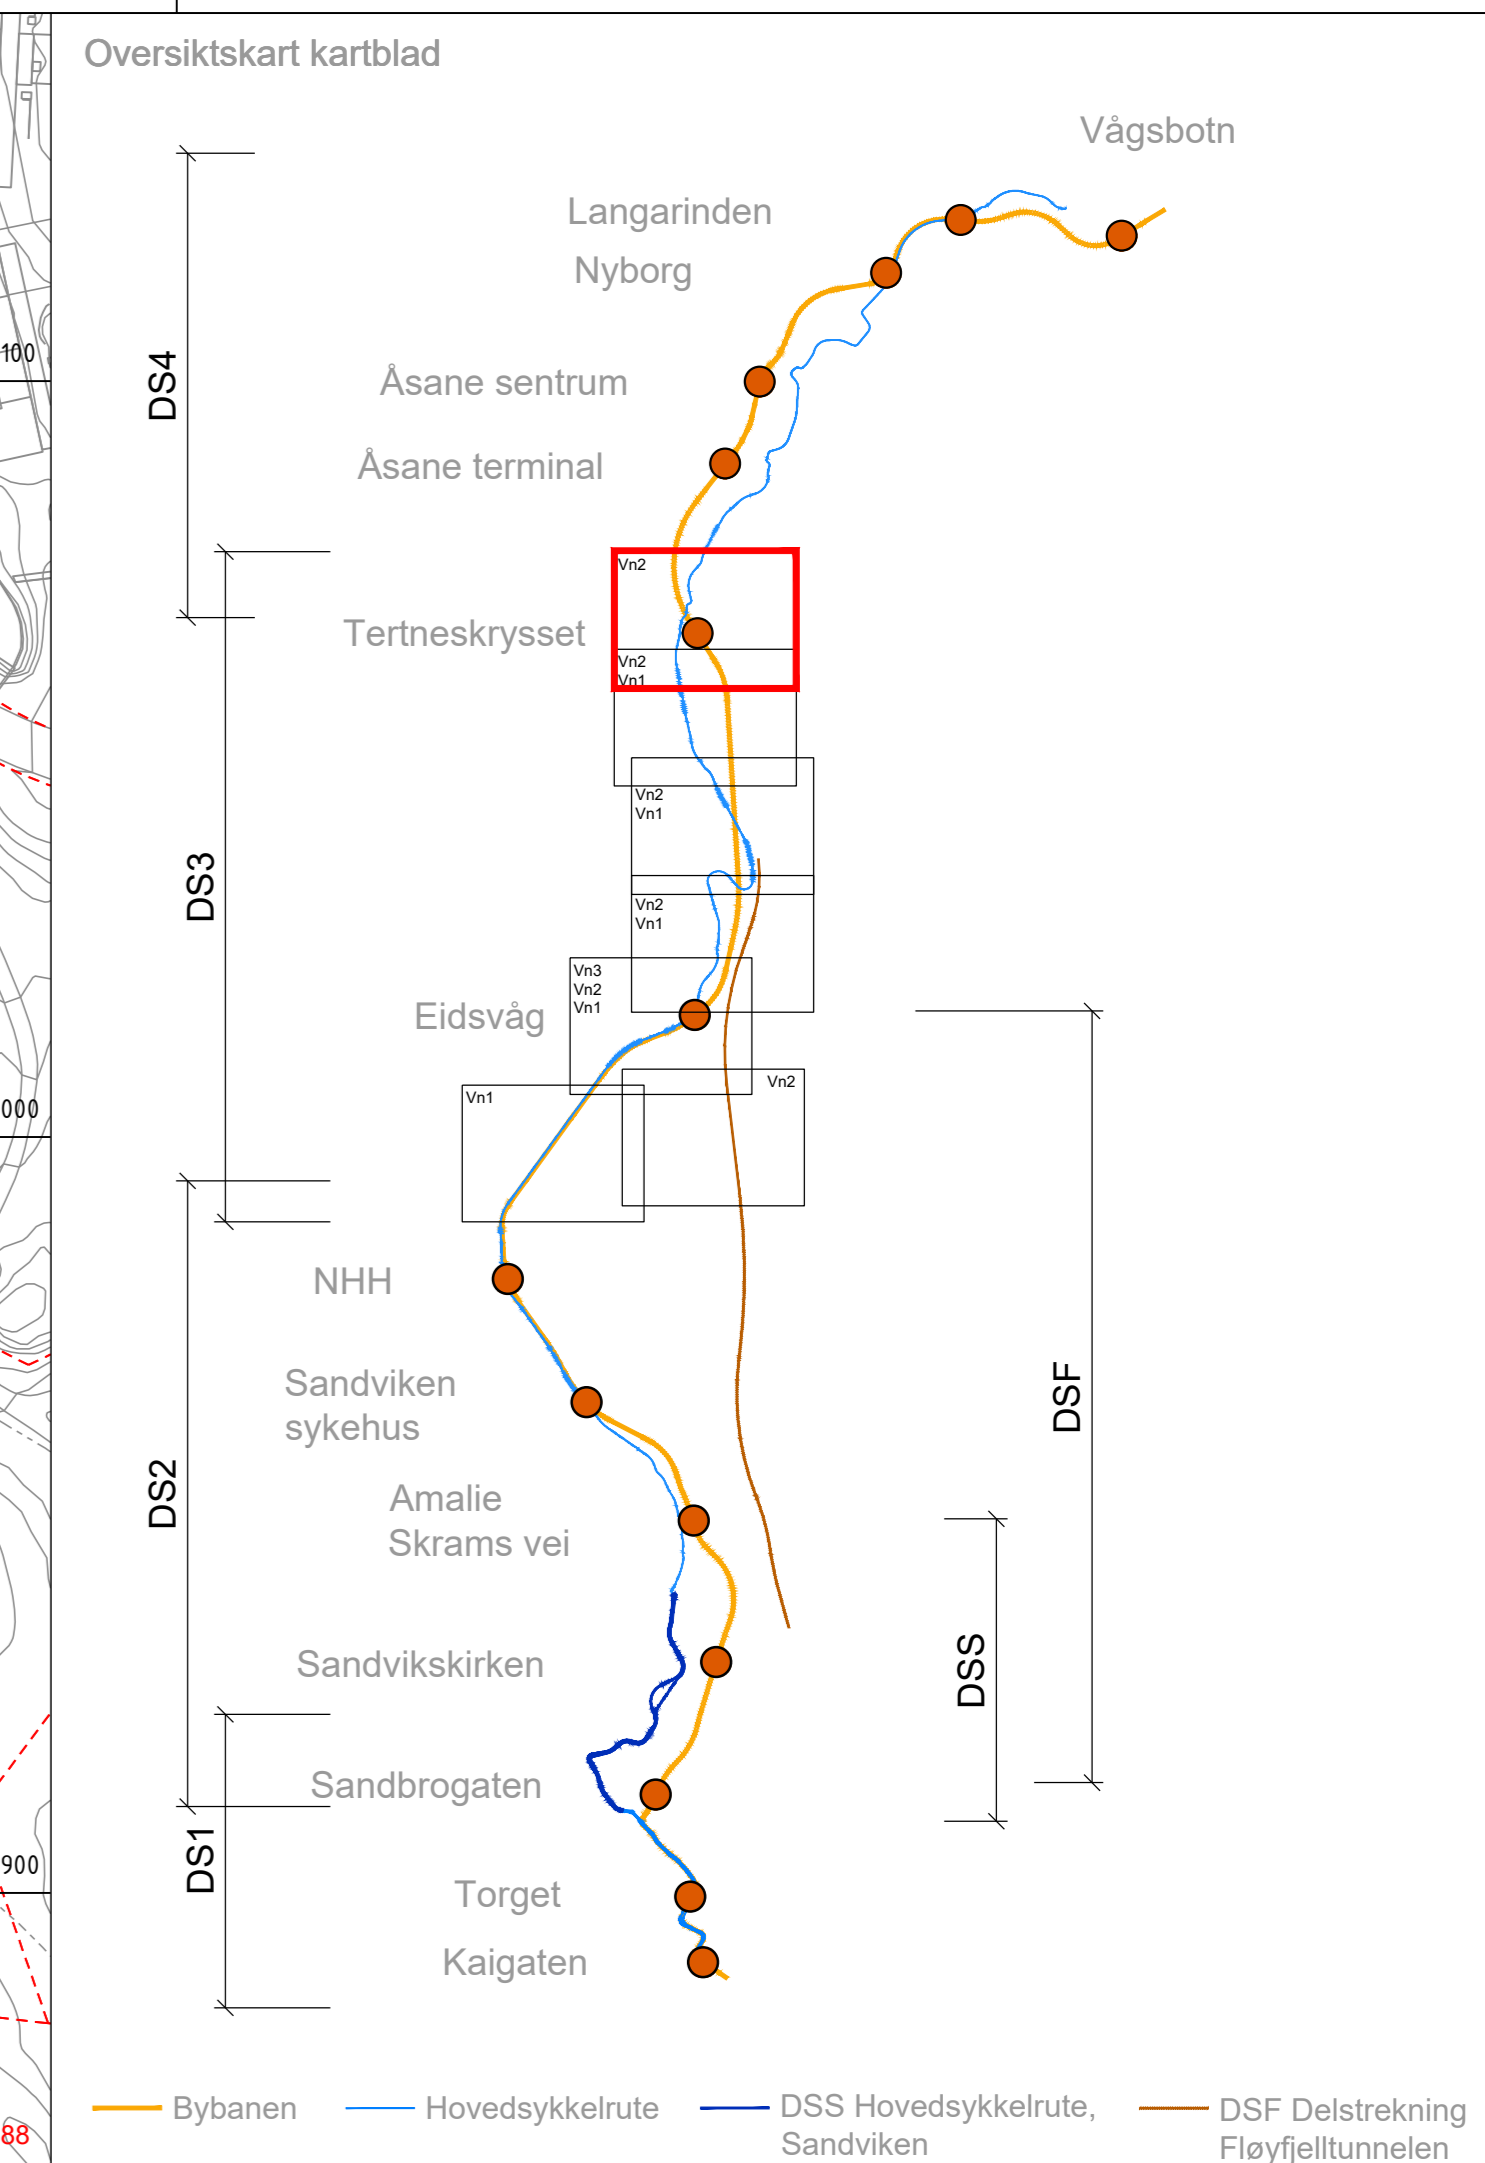 Oversiktskart kartblad
Vågsbotn
Langarinden
Nyborg
100
DS4
Åsane sentrum
Åsane terminal
Vn2
Tertneskrysset
Vn2
Vn1
Vn2
Vn1
DS3
Vn2
Vn1
Vn3
Vn2
Vn1
Eidsvåg
Vn2
Vn1
000
NHH
Sandviken
sykehus
DSF
DS2
Amalie
Skrams vei
Sandvikskirken
DSS
Sandbrogaten
DS1
900
Torget
Kaigaten
Bybanen
Hovedsykkelrute
DSS Hovedsykkelrute,
Sandviken
DSF Delstrekning
Fløyfjelltunnelen
88